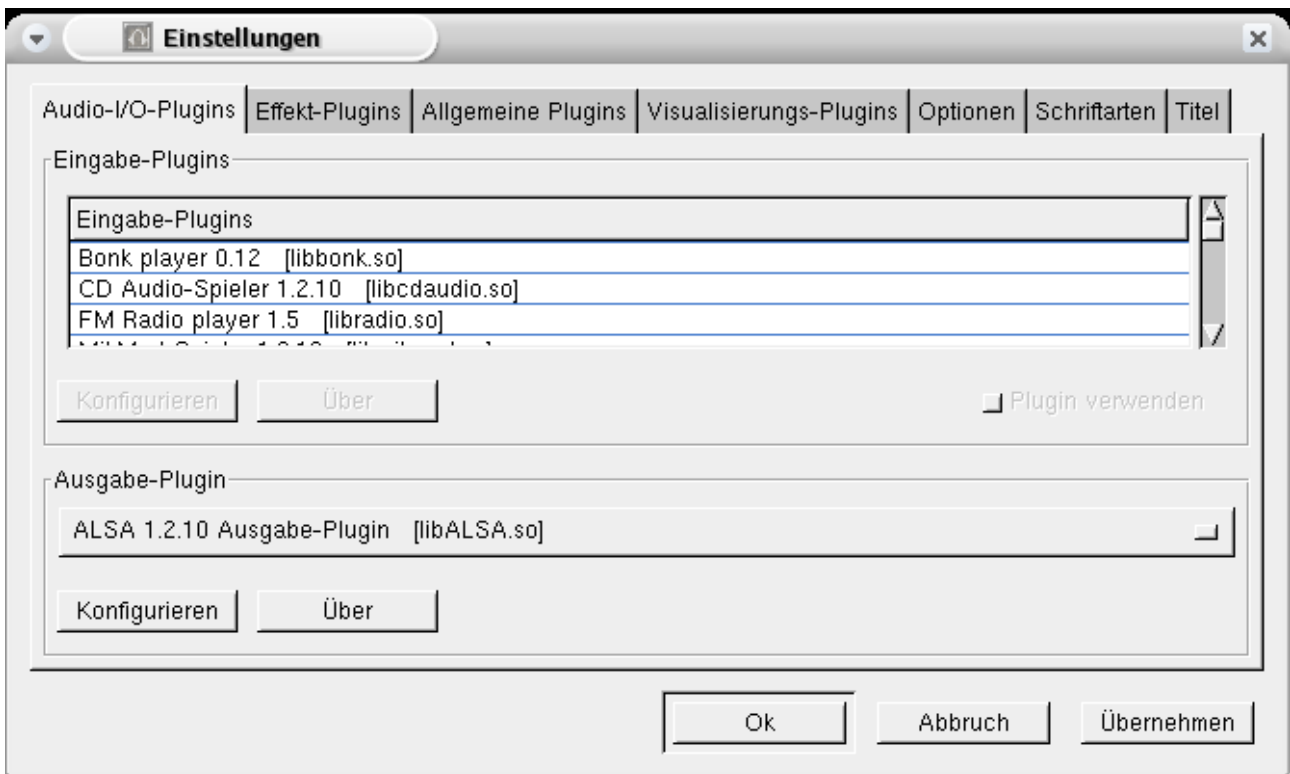 Einstellungen
Audio-I/O-Plugins Effekt-Plugins Allgemeine Plugins Visualisierungs-Plugins Optionen Schriftarten Titel
Eingabe-Plugins
Eingabe-Plugins
Bonk player 0.12 [libbonk.so]
CD Audio-Spieler 1.2.10 [libcdaudio.so]
FM Radio player 1.5 [libradio.so]
Konfigurieren Über Plugin verwenden
Ausgabe-Plugin
ALSA 1.2.10 Ausgabe-Plugin [libALSA.so]
Konfigurieren Über
Ok Abbruch Übernehmen